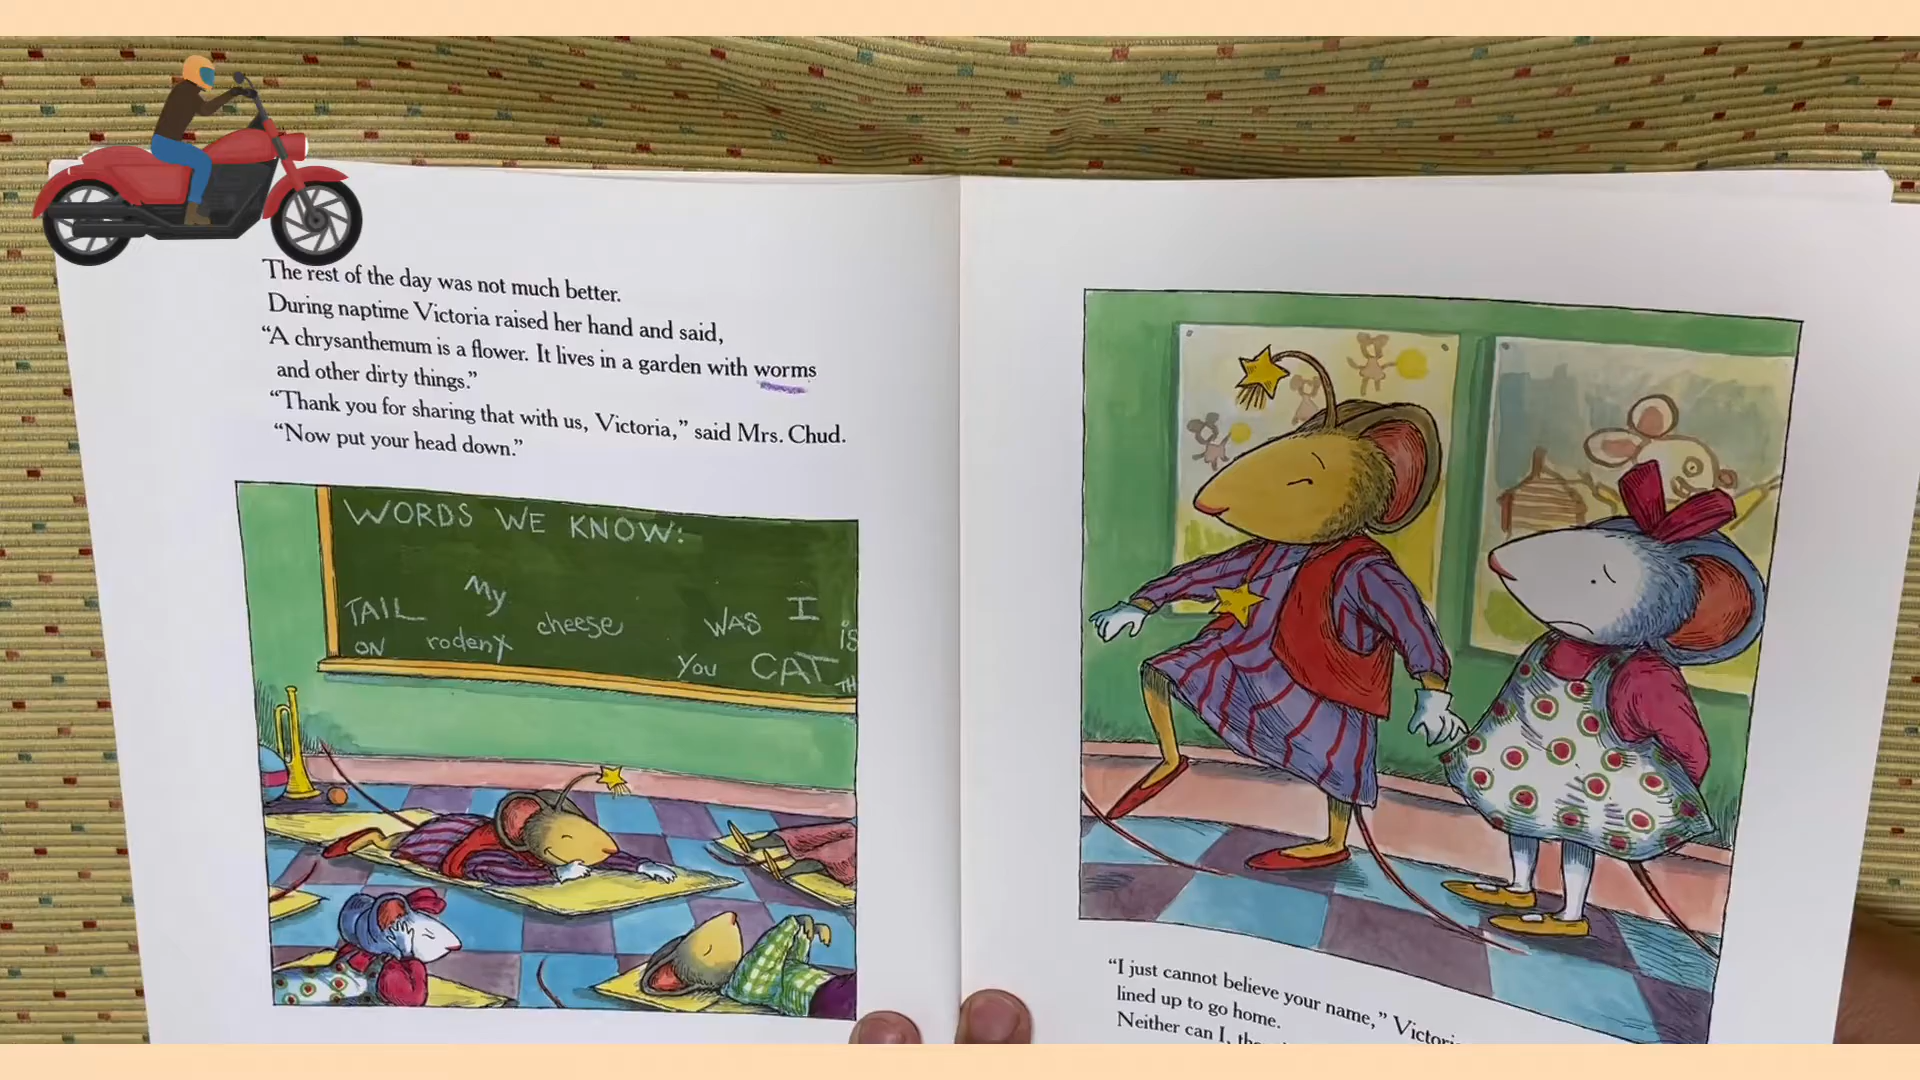 The rest of the day was not much better.
During naptime Victoria raised her hand and said,
“A chrysanthemum is a flower. It lives in a garden with worms
and other dirty things.”
“Thank you for sharing that with us, Victoria,” said Mrs. Chud.
“Now put your head down.”
WORDS WE KNOW:
TAIL My cheese WAS I is
ON rodent You CAT TH
“I just cannot believe your name,” Victori
lined up to go home.
Neither can I, th